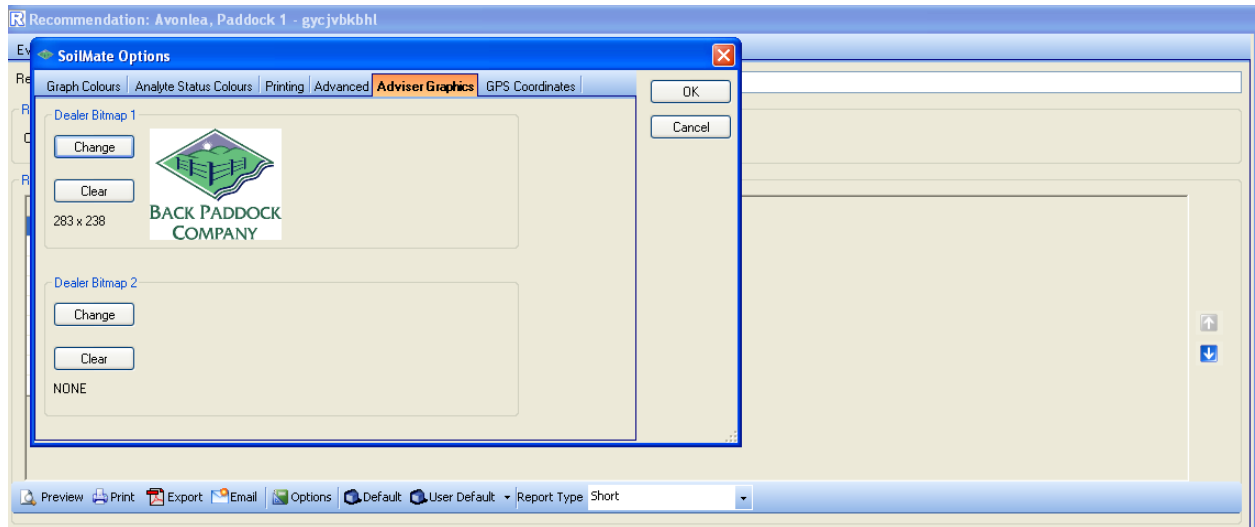 Recommendation: Avonlea, Paddock 1 - gycjvbkbhl
SoilMate Options
Graph Colours Analyte Status Colours Printing Advanced Adviser Graphics GPS Coordinates
OK
Cancel
Dealer Bitmap 1
Change
Clear
283 x 238
BACK PADDOCK
COMPANY
Dealer Bitmap 2
Change
Clear
NONE
Preview Print Export Email Options Default User Default Report Type Short